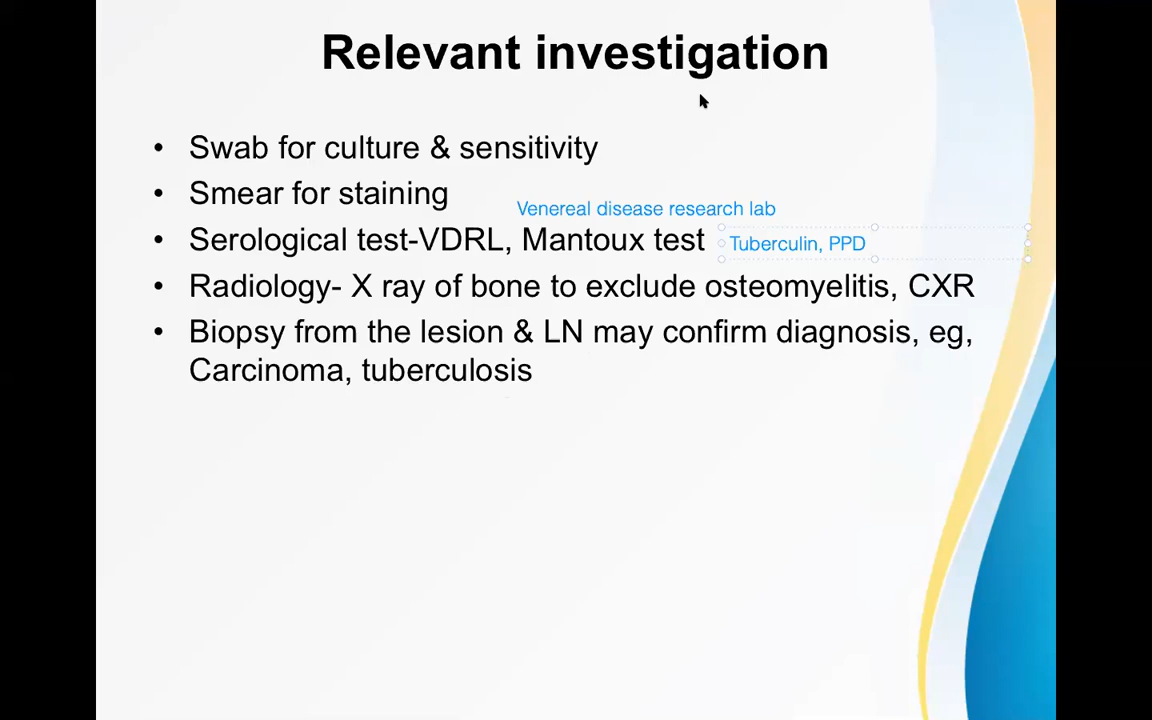 Relevant investigation
• Swab for culture & sensitivity
• Smear for staining
Venereal disease research lab
• Serological test-VDRL, Mantoux test Tuberculin, PPD
• Radiology- X ray of bone to exclude osteomyelitis, CXR
• Biopsy from the lesion & LN may confirm diagnosis, eg,
Carcinoma, tuberculosis